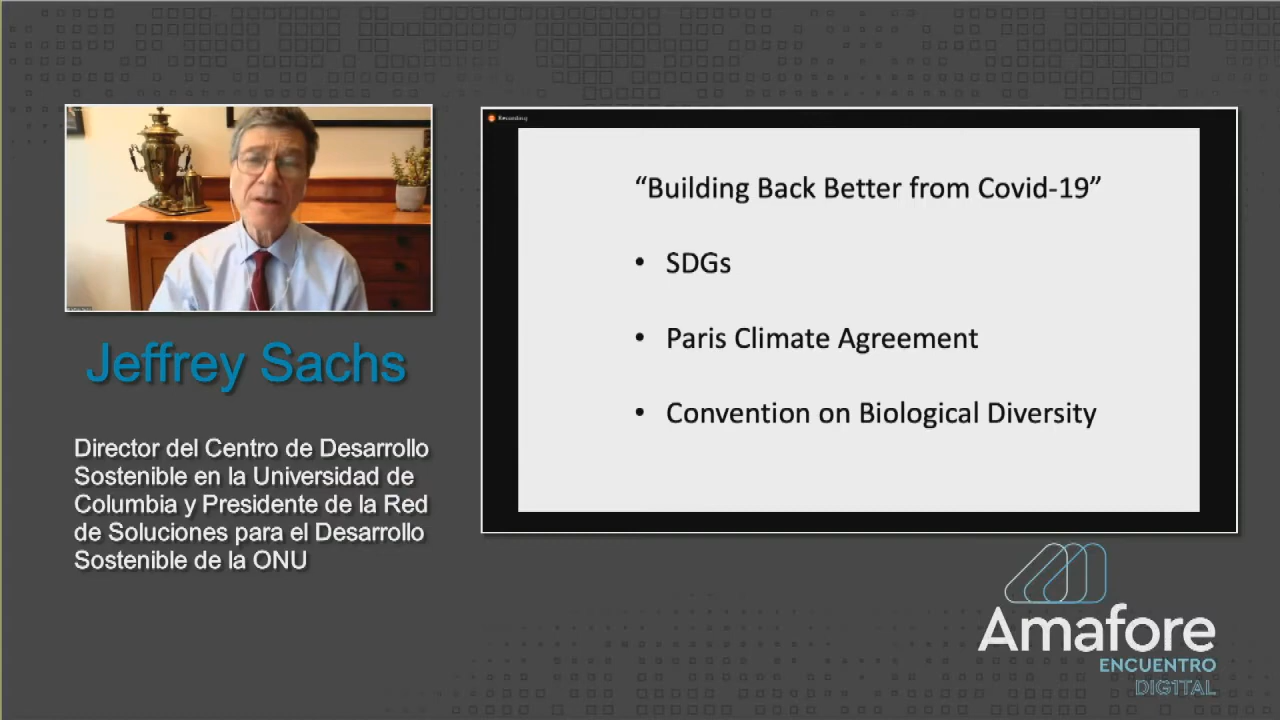 Recording
“Building Back Better from Covid-19”
• SDGs
• Paris Climate Agreement
• Convention on Biological Diversity
Jeffrey Sachs
Director del Centro de Desarrollo
Sostenible en la Universidad de
Columbia y Presidente de la Red
de Soluciones para el Desarrollo
Sostenible de la ONU
Amafore
ENCUENTRO
DIG1TAL